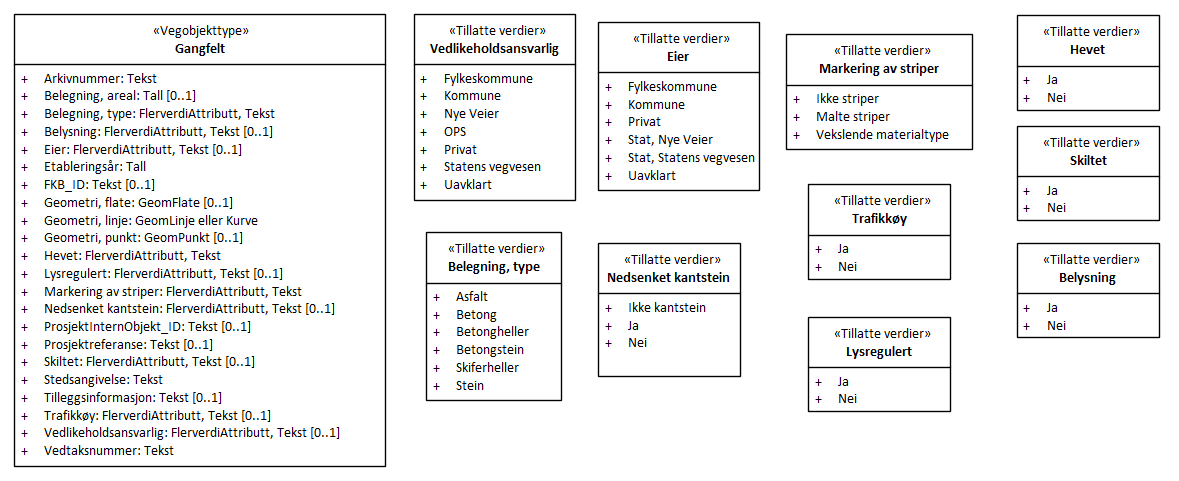 «Vegobjekttype»
Gangfelt
+ Arkivnummer: Tekst
+ Belegning, areal: Tall [0..1]
+ Belegning, type: FlerverdiAttributt, Tekst
+ Belysning: FlerverdiAttributt, Tekst [0..1]
+ Eier: FlerverdiAttributt, Tekst [0..1]
+ Etableringsår: Tall
+ FKB_ID: Tekst [0..1]
+ Geometri, flate: GeomFlate [0..1]
+ Geometri, linje: GeomLinje eller Kurve
+ Geometri, punkt: GeomPunkt [0..1]
+ Hevet: FlerverdiAttributt, Tekst
+ Lysregulert: FlerverdiAttributt, Tekst [0..1]
+ Markering av striper: FlerverdiAttributt, Tekst
+ Nedsenket kantstein: FlerverdiAttributt, Tekst [0..1]
+ ProsjektInternObjekt_ID: Tekst [0..1]
+ Prosjektreferanse: Tekst [0..1]
+ Skiltet: FlerverdiAttributt, Tekst [0..1]
+ Stedsangivelse: Tekst
+ Tilleggsinformasjon: Tekst [0..1]
+ Trafikkøy: FlerverdiAttributt, Tekst [0..1]
+ Vedlikeholdsansvarlig: FlerverdiAttributt, Tekst [0..1]
+ Vedtaksnummer: Tekst
«Tillatte verdier»
Vedlikeholdsansvarlig
+ Fylkeskommune
+ Kommune
+ Nye Veier
+ OPS
+ Privat
+ Statens vegvesen
+ Uavklart
«Tillatte verdier»
Belegning, type
+ Asfalt
+ Betong
+ Betongheller
+ Betongstein
+ Skiferheller
+ Stein
«Tillatte verdier»
Eier
+ Fylkeskommune
+ Kommune
+ Privat
+ Stat, Nye Veier
+ Stat, Statens vegvesen
+ Uavklart
«Tillatte verdier»
Nedsenket kantstein
+ Ikke kantstein
+ Ja
+ Nei
«Tillatte verdier»
Markering av striper
+ Ikke striper
+ Malte striper
+ Vekslende materialtype
«Tillatte verdier»
Trafikkøy
+ Ja
+ Nei
«Tillatte verdier»
Lysregulert
+ Ja
+ Nei
«Tillatte verdier»
Hevet
+ Ja
+ Nei
«Tillatte verdier»
Skiltet
+ Ja
+ Nei
«Tillatte verdier»
Belysning
+ Ja
+ Nei